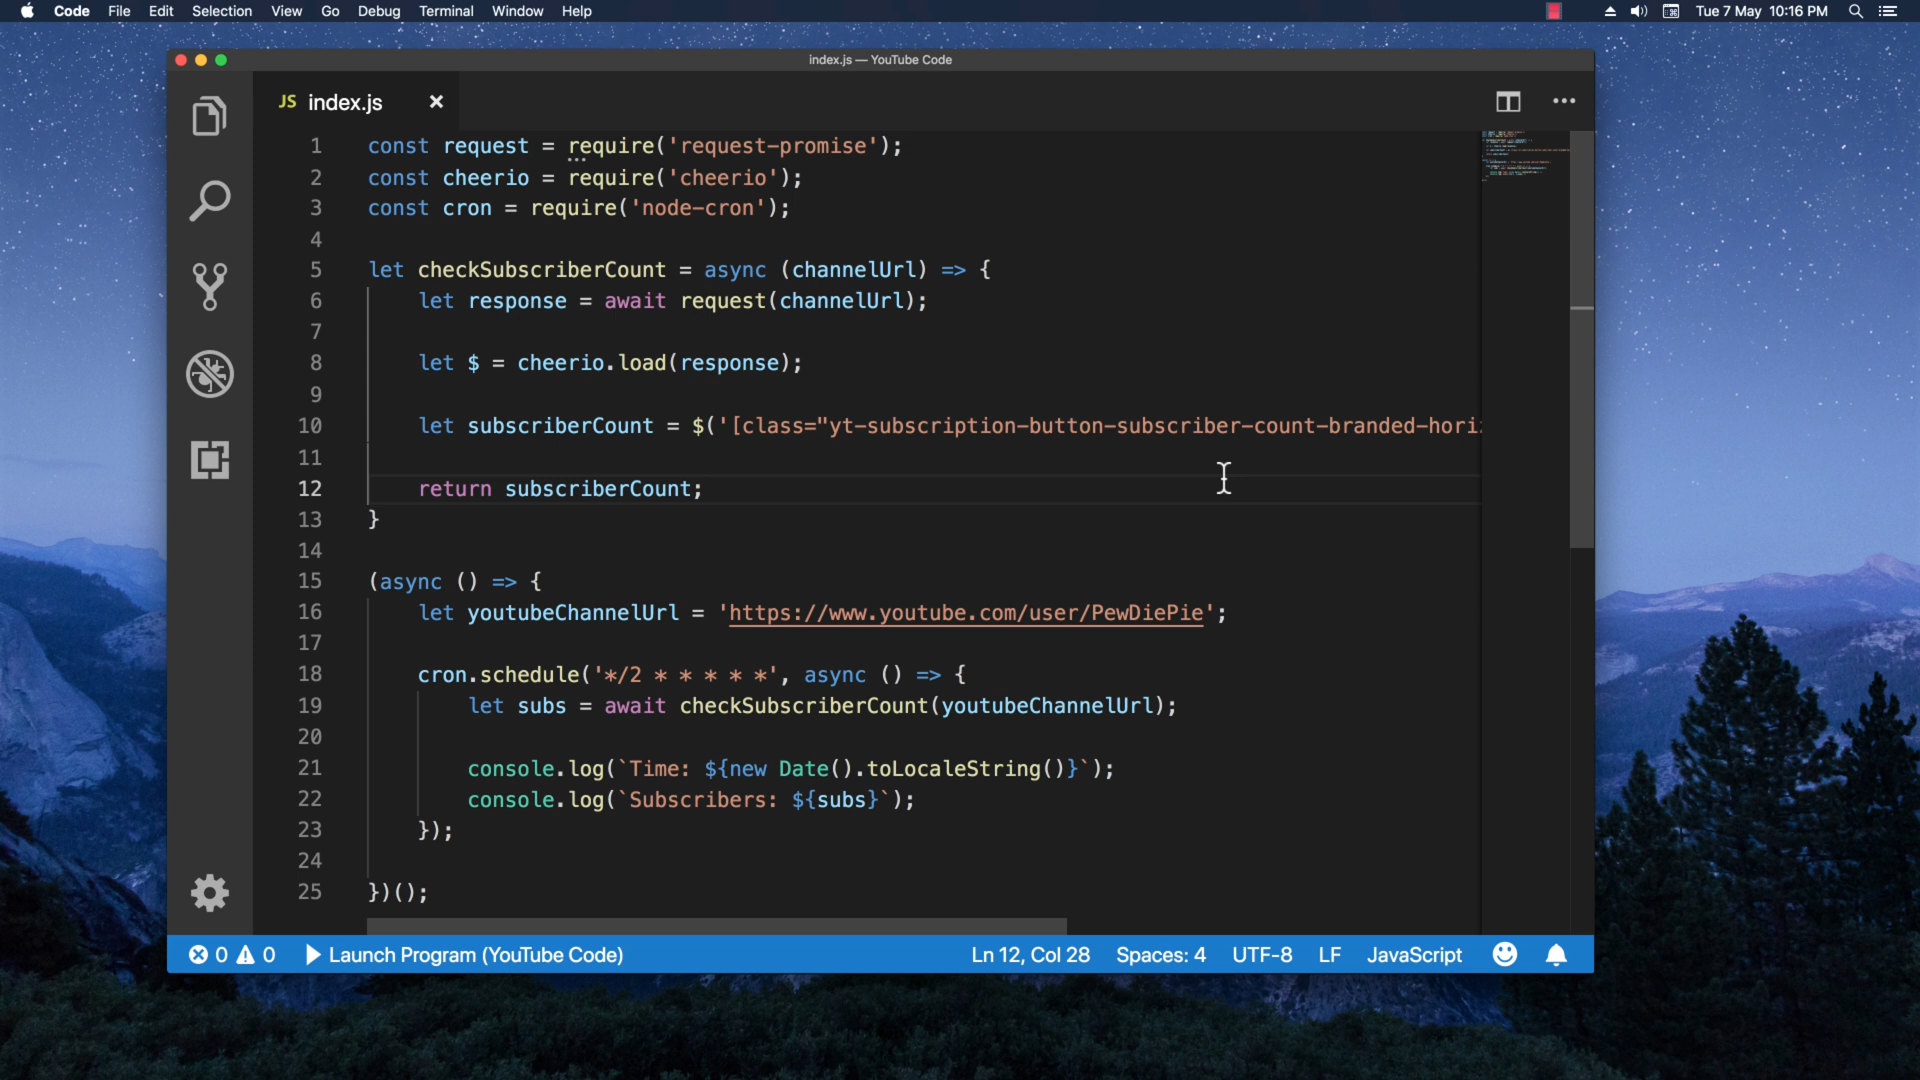 Code File Edit Selection View Go Debug Terminal Window Help Tue 7 May 10:16 PM
index.js — YouTube Code
JS index.js
1 const request = require('request-promise');
2 const cheerio = require('cheerio');
3 const cron = require('node-cron');
4
5 let checkSubscriberCount = async (channelUrl) => {
6 let response = await request(channelUrl);
7
8 let $ = cheerio.load(response);
9
10 let subscriberCount = $('[class="yt-subscription-button-subscriber-count-branded-hori
11
12 return subscriberCount;
13 }
14
15 (async () => {
16 let youtubeChannelUrl = 'https://www.youtube.com/user/PewDiePie';
17
18 cron.schedule('*/2 * * * * *', async () => {
19 let subs = await checkSubscriberCount(youtubeChannelUrl);
20
21 console.log(`Time: ${new Date().toLocaleString()}`);
22 console.log(`Subscribers: ${subs}`);
23 });
24
25 })();
0 0 Launch Program (YouTube Code) Ln 12, Col 28 Spaces: 4 UTF-8 LF JavaScript